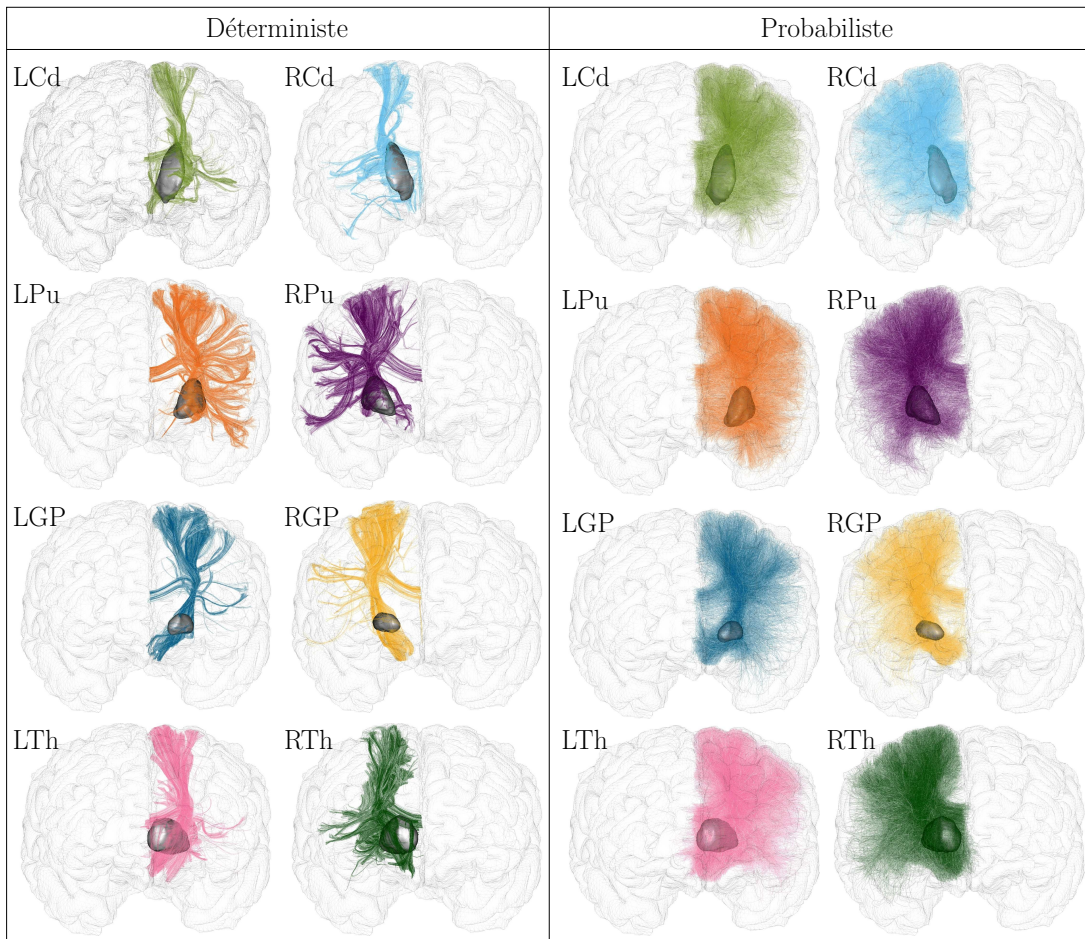 Déterministe Probabiliste
LCd RCd LCd RCd
LPu RPu LPu RPu
LGP RGP LGP RGP
LTh RTh LTh RTh